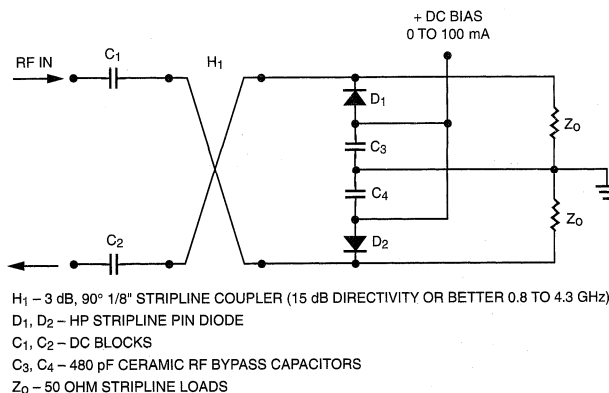 + DC BIAS
0 TO 100 mA
C1
RF IN
H1
D1
C3
Zo
C4
Zo
C2
D2
H1 – 3 dB, 90° 1/8" STRIPLINE COUPLER (15 dB DIRECTIVITY OR BETTER 0.8 TO 4.3 GHz)
D1, D2 – HP STRIPLINE PIN DIODE
C1, C2 – DC BLOCKS
C3, C4 – 480 pF CERAMIC RF BYPASS CAPACITORS
Zo – 50 OHM STRIPLINE LOADS